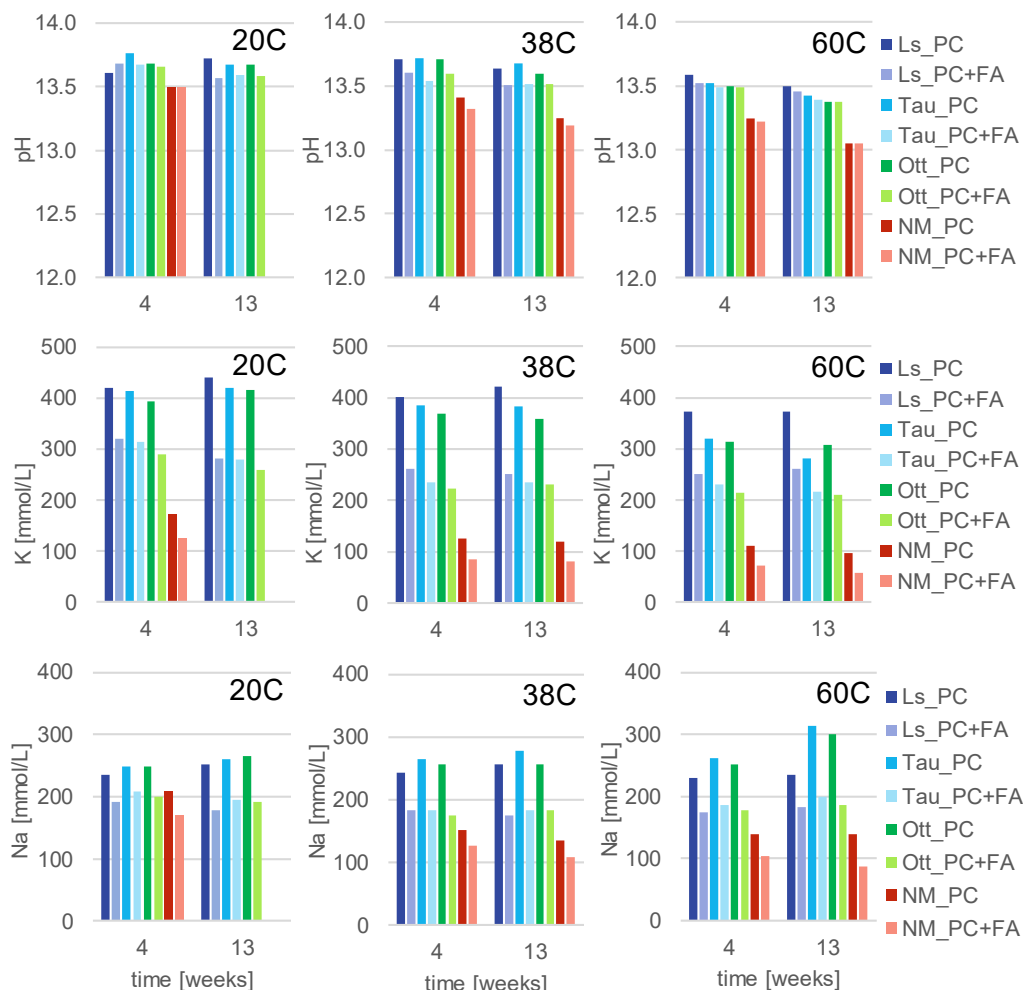 14.0
13.5
13.0
12.5
12.0
pH
20C
4
13
14.0
13.5
13.0
12.5
12.0
pH
38C
4
13
14.0
13.5
13.0
13.5
12.0
pH
60C
4
13
Ls_PC
Ls_PC+FA
Tau_PC
Tau_PC+FA
Ott_PC
Ott_PC+FA
NM_PC
NM_PC+FA
500
400
300
200
100
0
K [mmol/L]
20C
4
13
500
400
300
200
100
0
K [mmol/L]
38C
4
13
500
400
300
200
100
0
K [mmol/L]
60C
4
13
Ls_PC
Ls_PC+FA
Tau_PC
Tau_PC+FA
Ott_PC
Ott_PC+FA
NM_PC
NM_PC+FA
400
300
200
100
0
Na [mmol/L]
20C
4
13
time [weeks]
400
300
200
100
0
Na [mmol/L]
38C
4
13
time [weeks]
400
300
200
100
0
Na [mmol/L]
60C
4
13
time [weeks]
Ls_PC
Ls_PC+FA
Tau_PC
Tau_PC+FA
Ott_PC
Ott_PC+FA
NM_PC
NM_PC+FA